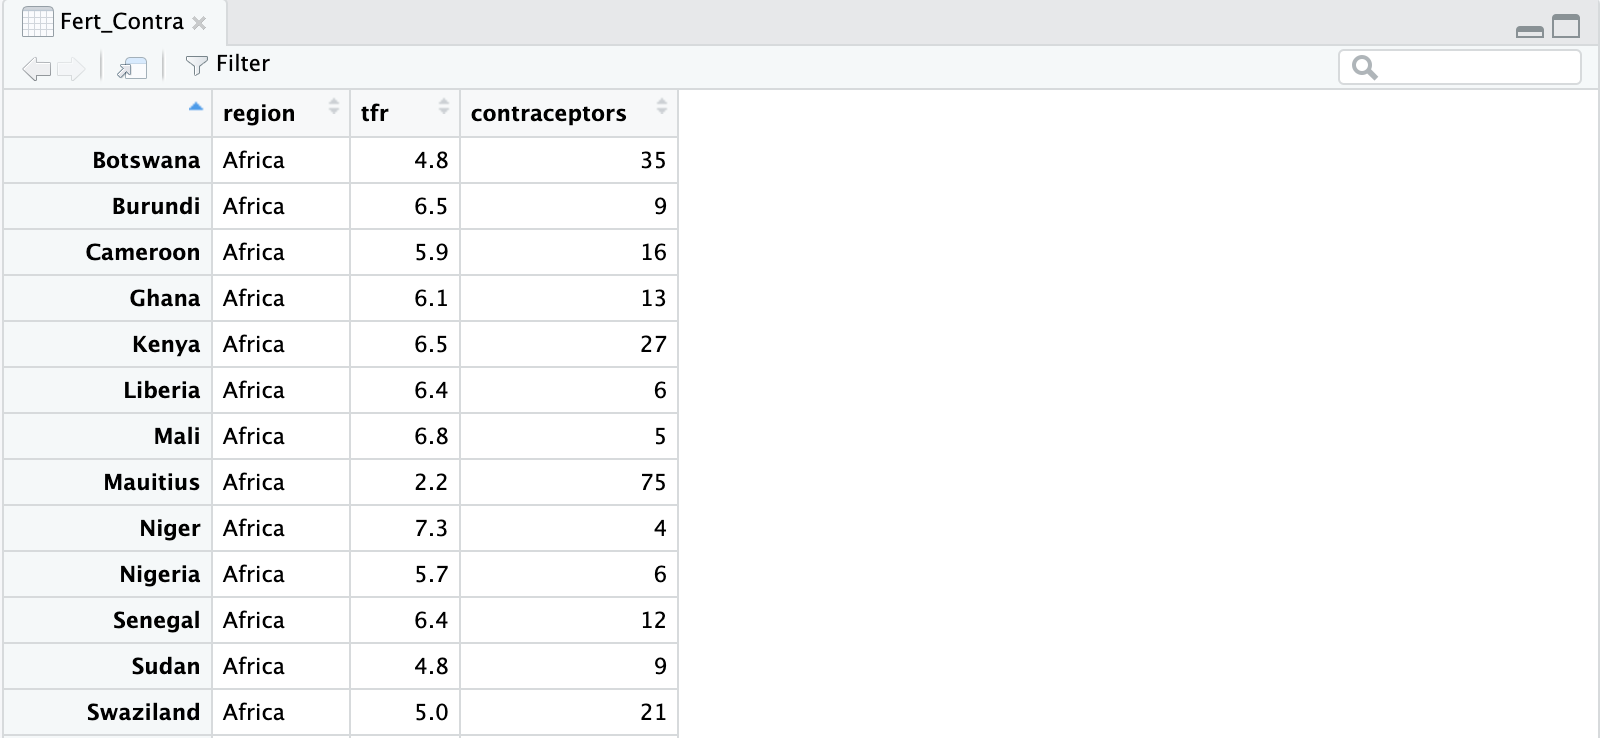 Fert_Contra
Filter
region tfr contraceptors
Botswana Africa 4.8 35
Burundi Africa 6.5 9
Cameroon Africa 5.9 16
Ghana Africa 6.1 13
Kenya Africa 6.5 27
Liberia Africa 6.4 6
Mali Africa 6.8 5
Mauitius Africa 2.2 75
Niger Africa 7.3 4
Nigeria Africa 5.7 6
Senegal Africa 6.4 12
Sudan Africa 4.8 9
Swaziland Africa 5.0 21